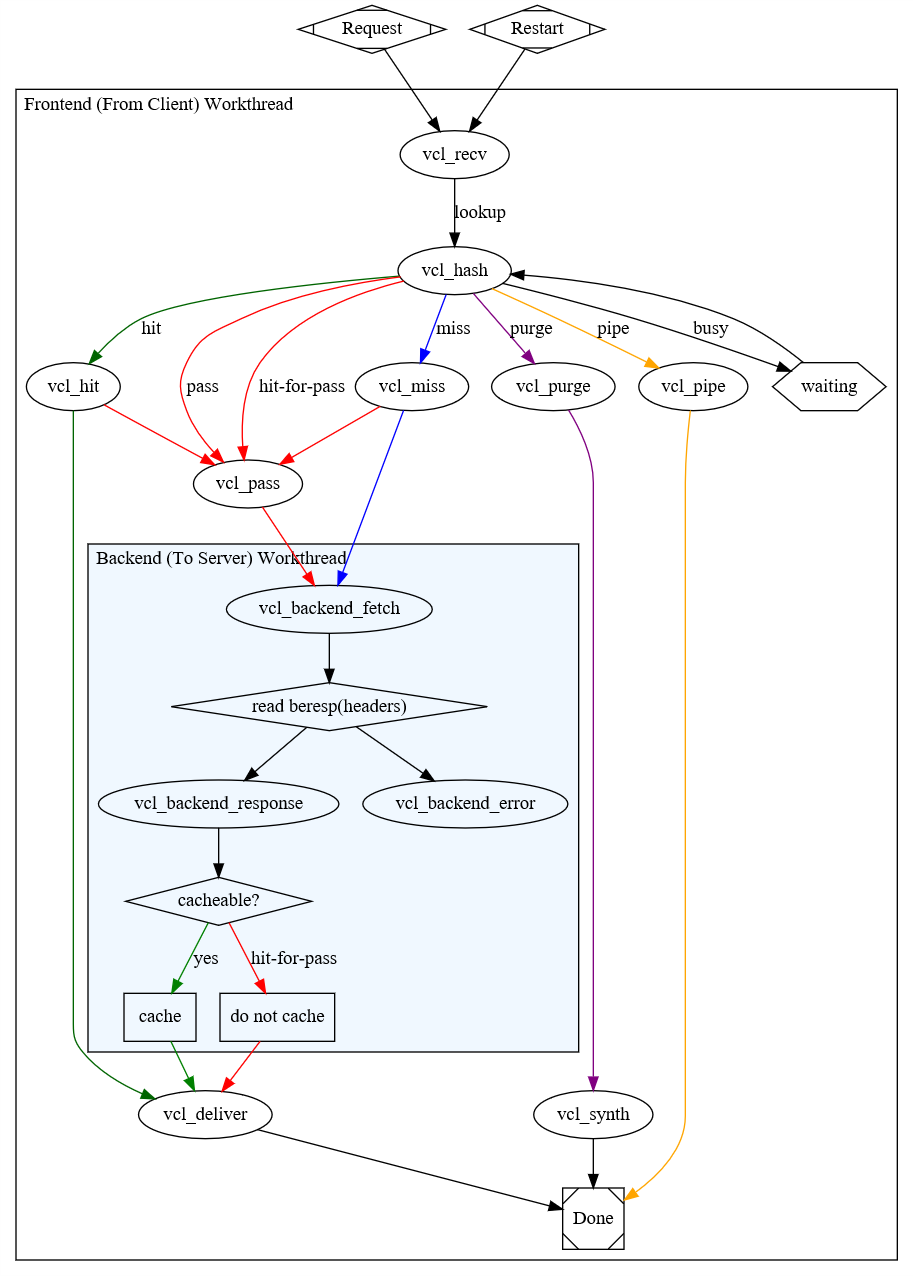 Request
Restart
Frontend (From Client) Workthread
vcl_recv
lookup
vcl_hash
hit
miss
purge
pipe
busy
vcl_hit
pass
hit-for-pass
vcl_miss
vcl_purge
vcl_pipe
waiting
vcl_pass
Backend (To Server) Workthread
vcl_backend_fetch
read beresp(headers)
vcl_backend_response
vcl_backend_error
cacheable?
yes
hit-for-pass
cache
do not cache
vcl_deliver
vcl_synth
Done